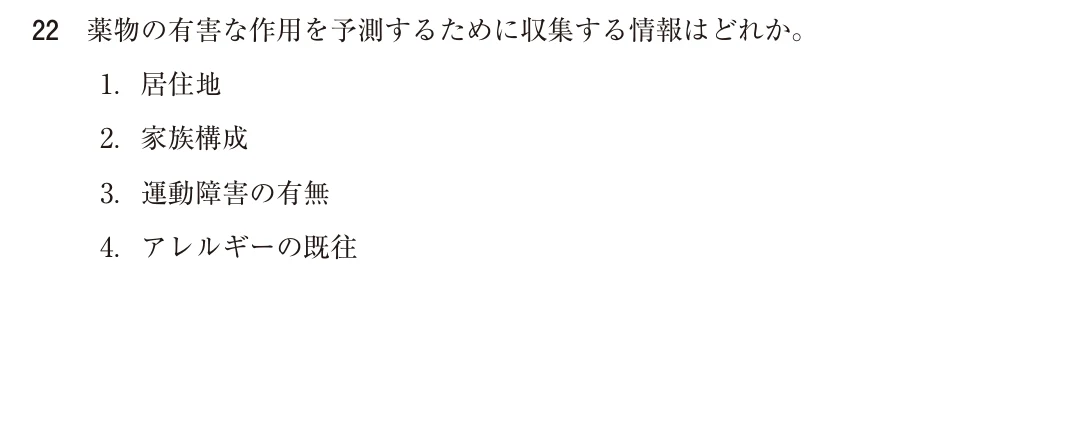 22 薬物の有害な作用を予測するために収集する情報はどれか。
1. 居住地
2. 家族構成
3. 運動障害の有無
4. アレルギーの既往